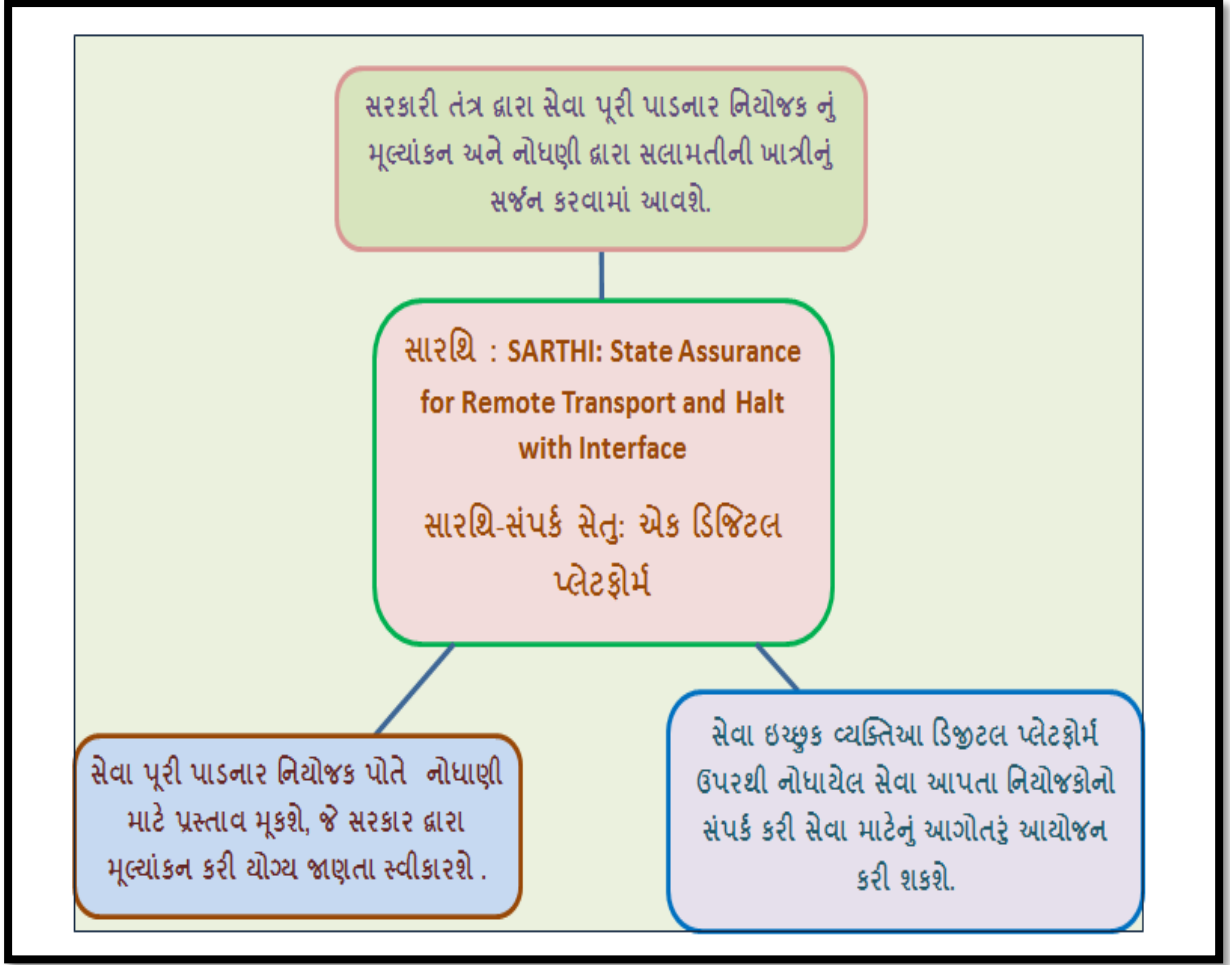 સરકારી તંત્ર દ્વારા સેવા પૂરી પાડનાર નિયોજક નું
મૂલ્યાંકન અને નોધણી દ્વારા સલામતીની ખાત્રીનું
સર્જન કરવામાં આવશે.
સારથિ : SARTHI: State Assurance
for Remote Transport and Halt
with Interface
સારથિ-સંપર્ક સેતુ: એક ડિજિટલ
પ્લેટફોર્મ
સેવા પૂરી પાડનાર નિયોજક પોતે નોધાણી
માટે પ્રસ્તાવ મૂકશે, જે સરકાર દ્વારા
મૂલ્યાંકન કરી યોગ્ય જાણતા સ્વીકારશે .
સેવા ઇચ્છુક વ્યક્તિઆ ડિજીટલ પ્લેટફોર્મ
ઉપરથી નોધાયેલ સેવા આપતા નિયોજકોનો
સંપર્ક કરી સેવા માટેનું આગોતરું આયોજન
કરી શકશે.